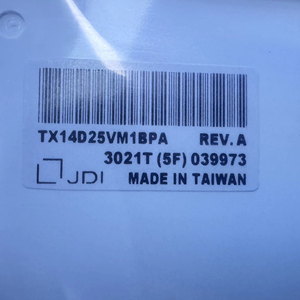 TX14D25VM1BPA REV.A
3021T (5F) 039973
JDI MADE IN TAIWAN